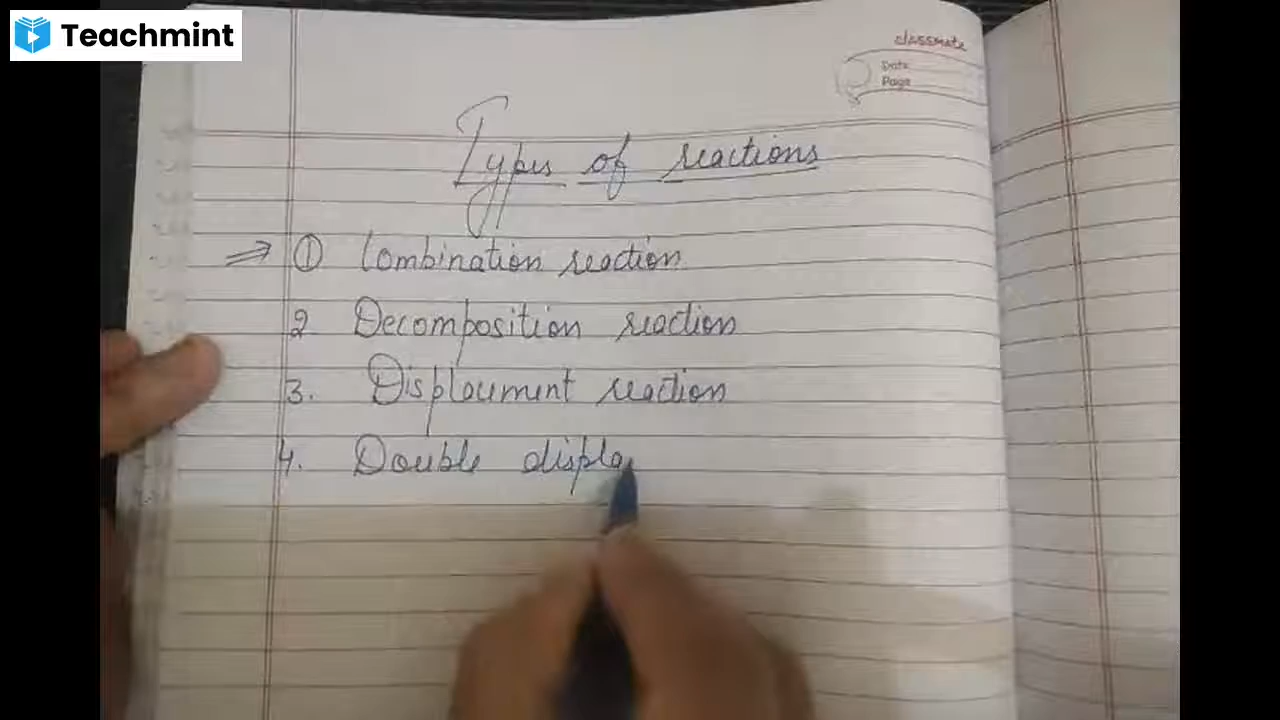 Teachmint
classmate
Date
Page
Types of reactions
⇒ ① Combination reaction
2. Decomposition reaction
3. Displacement reaction
4. Double displa